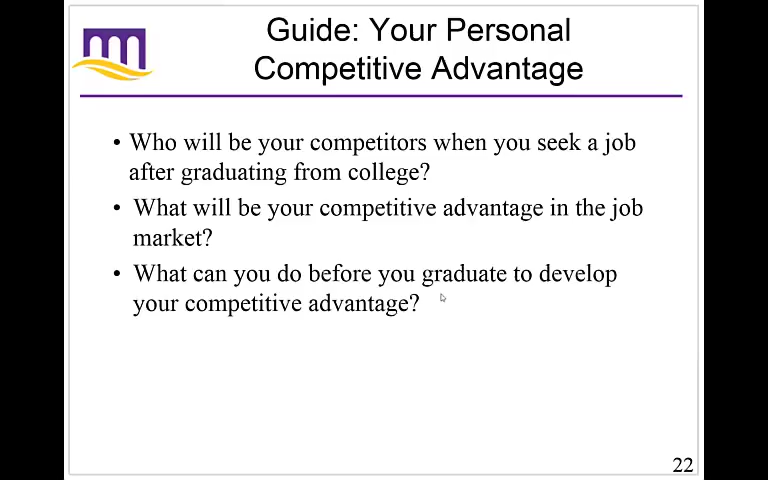 Guide: Your Personal
Competitive Advantage
• Who will be your competitors when you seek a job
after graduating from college?
• What will be your competitive advantage in the job
market?
• What can you do before you graduate to develop
your competitive advantage?
22